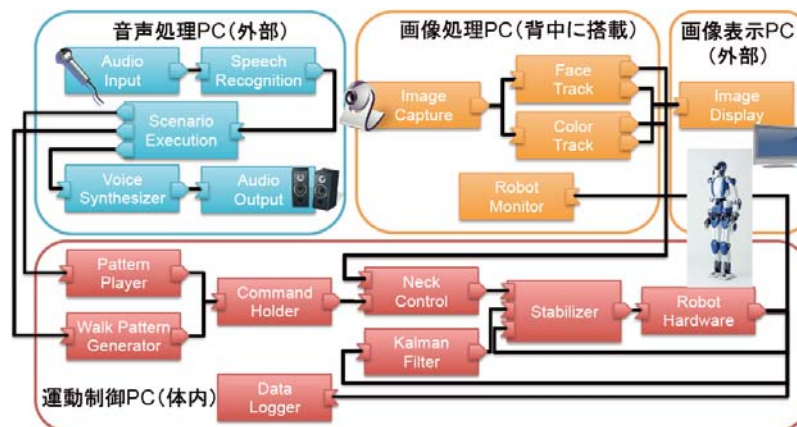 音声処理PC(外部)
Audio
Input
Speech
Recognition
Scenario
Execution
Voice
Synthesizer
Audio
Output
画像処理PC(背中に搭載)
Image
Capture
Face
Track
Color
Track
Robot
Monitor
画像表示PC
(外部)
Image
Display
Pattern
Player
Walk Pattern
Generator
Command
Holder
Neck
Control
Kalman
Filter
Stabilizer
Robot
Hardware
運動制御PC(体内)
Data
Logger